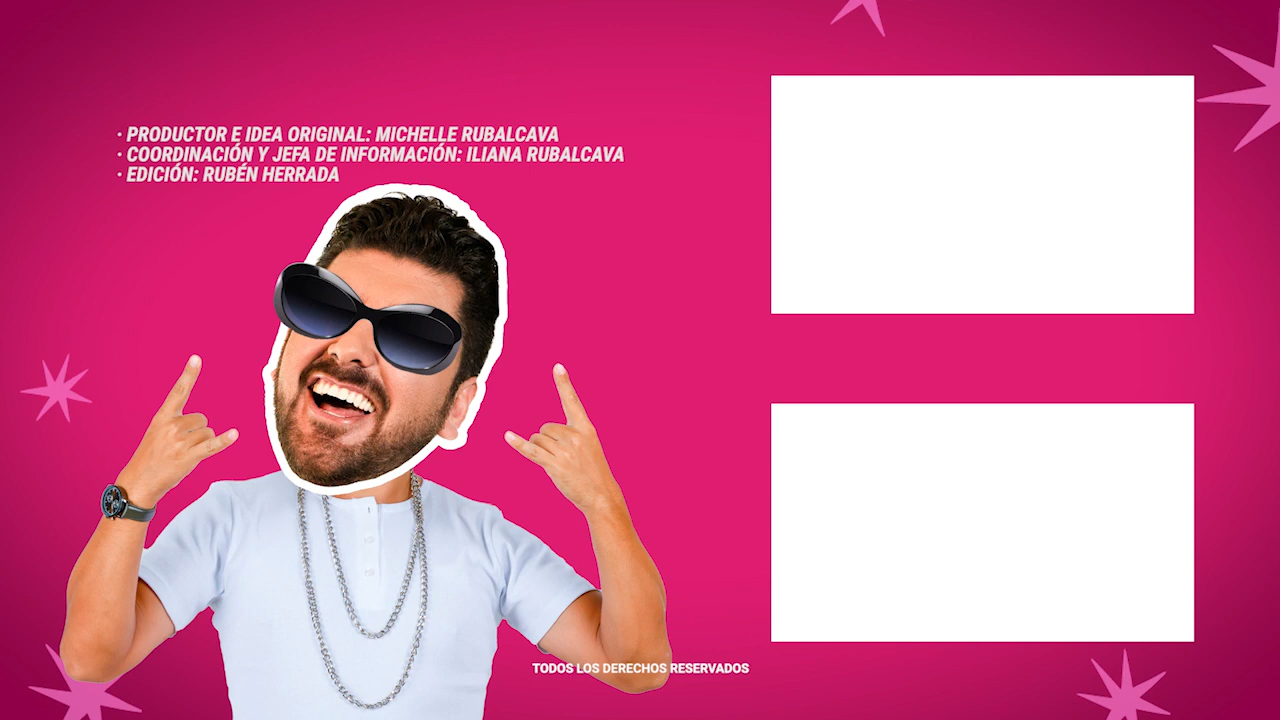 · PRODUCTOR E IDEA ORIGINAL: MICHELLE RUBALCAVA
· COORDINACIÓN Y JEFA DE INFORMACIÓN: ILIANA RUBALCAVA
· EDICIÓN: RUBÉN HERRADA
TODOS LOS DERECHOS RESERVADOS